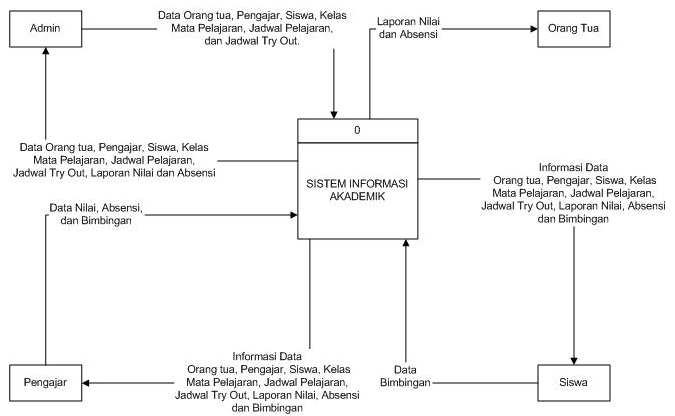 Admin
Data Orang tua, Pengajar, Siswa, Kelas
Mata Pelajaran, Jadwal Pelajaran,
dan Jadwal Try Out.
Laporan Nilai
dan Absensi
Orang Tua
0
SISTEM INFORMASI
AKADEMIK
Data Orang tua, Pengajar, Siswa, Kelas
Mata Pelajaran, Jadwal Pelajaran,
Jadwal Try Out, Laporan Nilai dan Absensi
Informasi Data
Orang tua, Pengajar, Siswa, Kelas
Mata Pelajaran, Jadwal Pelajaran,
Jadwal Try Out, Laporan Nilai, Absensi
dan Bimbingan
Data Nilai, Absensi,
dan Bimbingan
Pengajar
Informasi Data
Orang tua, Pengajar, Siswa, Kelas
Mata Pelajaran, Jadwal Pelajaran,
Jadwal Try Out, Laporan Nilai, Absensi
dan Bimbingan
Data
Bimbingan
Siswa